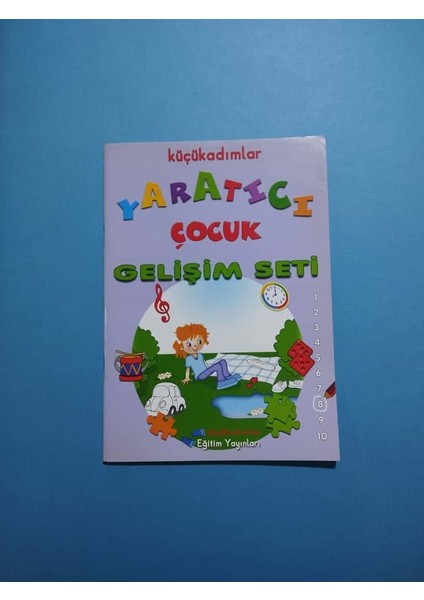 küçükadımlar
YARATICI
ÇOCUK
GELİŞİM SETİ
1
2
3
4
5
6
7
8
9
10
Eğitim Yayınları